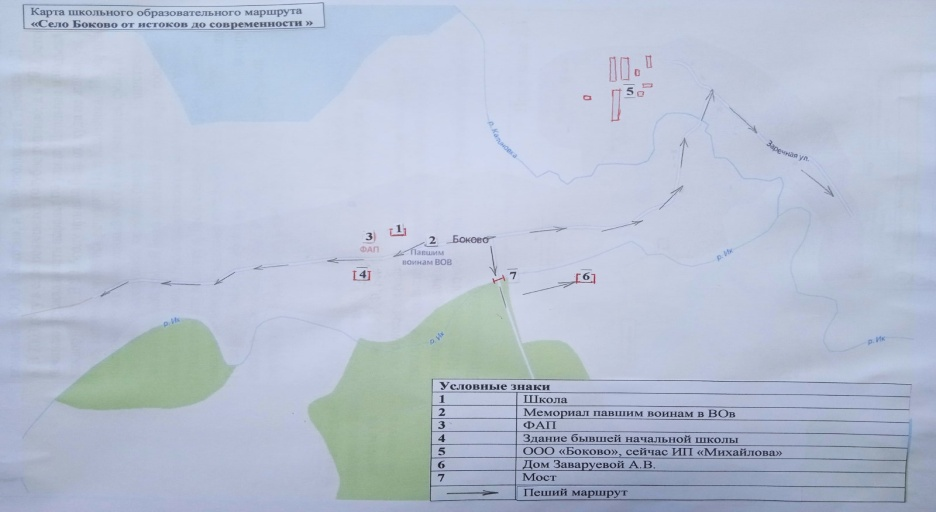 Карта школьного образовательного маршрута
«Село Боково от истоков до современности »
5
р. Кальковка
Заречная ул.
1
3
ФАП
2
Боково
Павшим
воинам ВОВ
4
7
6
р. Ик
р. Ик
р. Ик
р. Ик
Условные знаки
1 Школа
2 Мемориал павшим воинам в ВОв
3 ФАП
4 Здание бывшей начальной школы
5 ООО «Боково», сейчас ИП «Михайлова»
6 Дом Заваруевой А.В.
7 Мост
Пеший маршрут